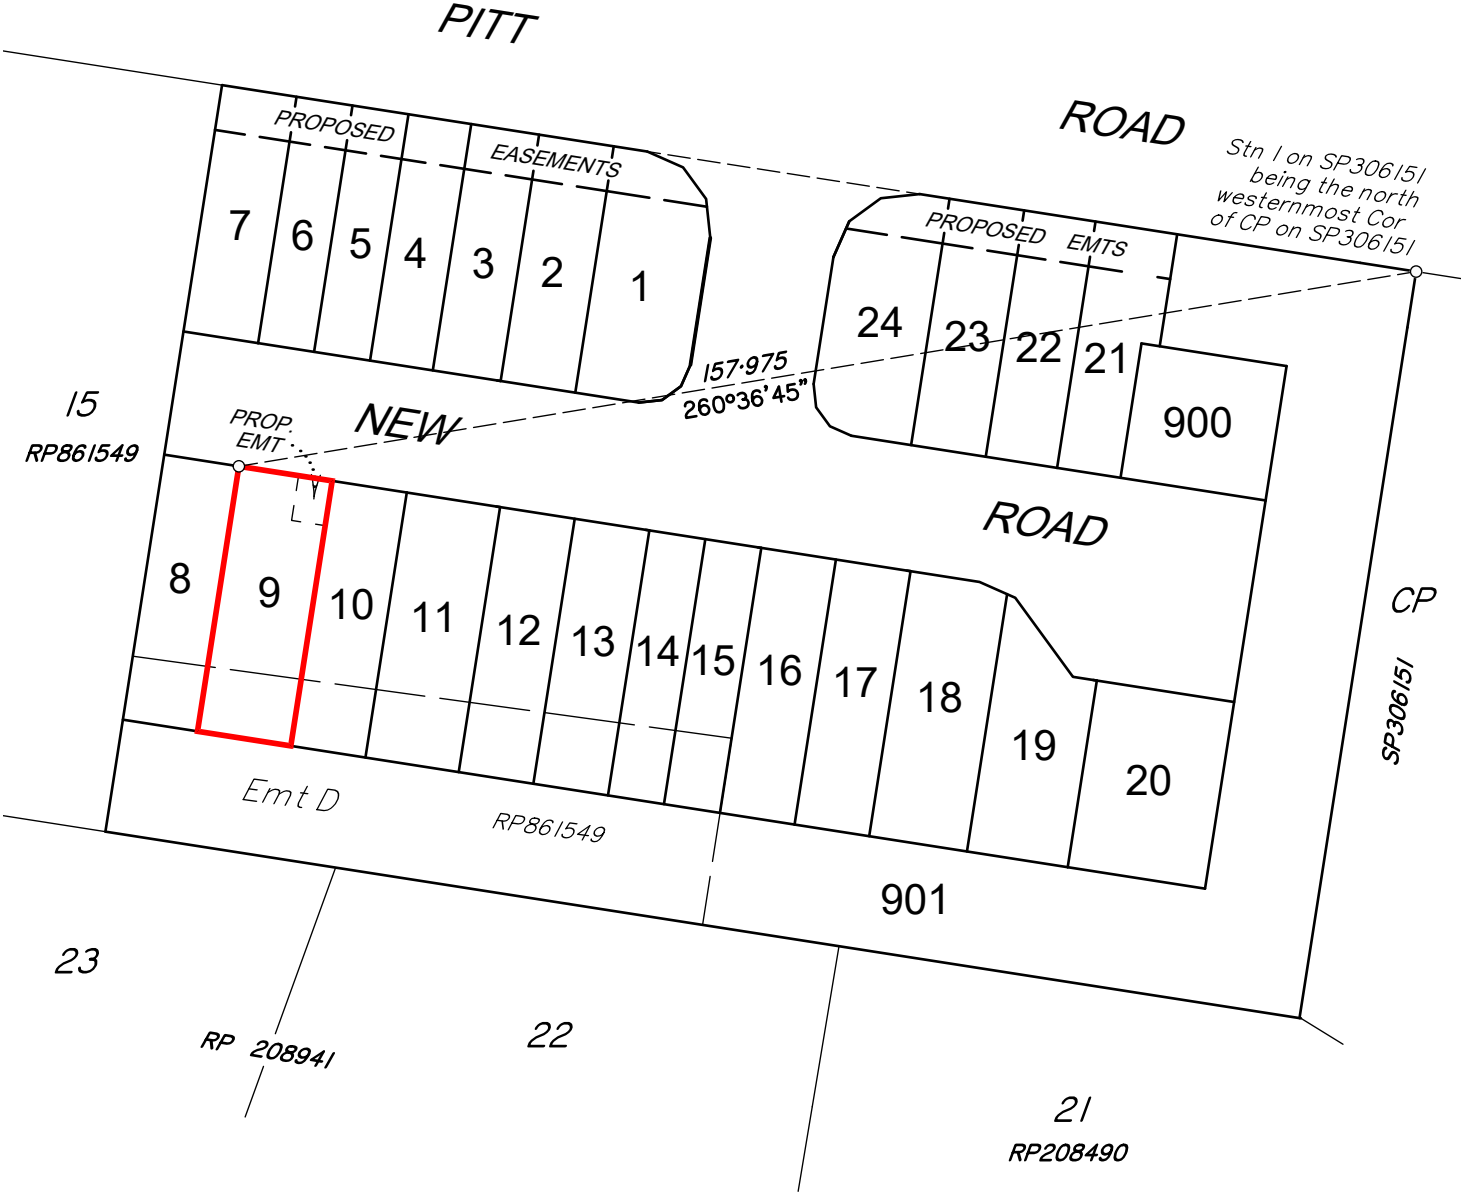 PITT
ROAD
Stn 1 on SP306151
being the north
westernmost Cor
of CP on SP306151
PROPOSED
EASEMENTS
PROPOSED EMTS
7
6
5
4
3
2
1
24
23
22
21
900
157·975
260°36'45"
15
RP861549
PROP.
EMT
NEW
ROAD
8
9
10
11
12
13
14
15
16
17
18
19
20
CP
SP306151
Emt D
RP861549
901
23
22
RP 208941
21
RP208490